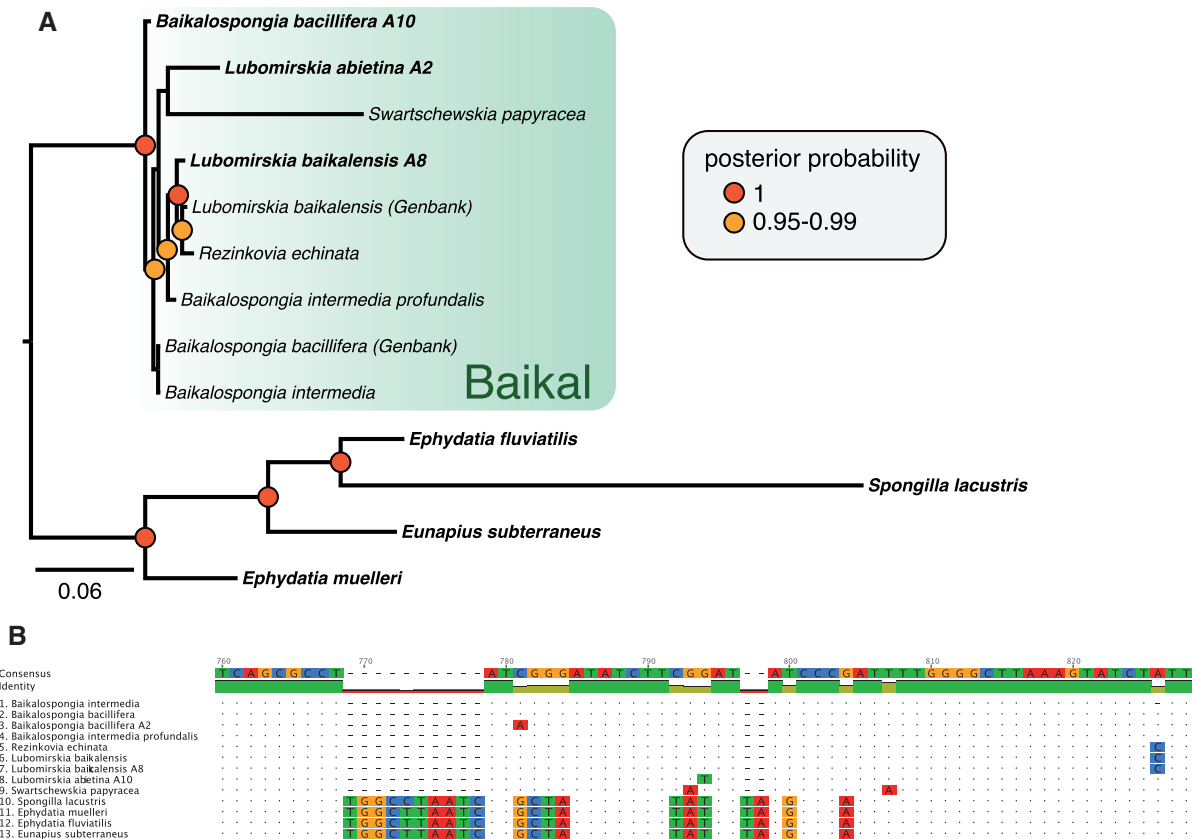 A
Baikalospongia bacillifera A10
Lubomirskia abietina A2
Swartschewskia papyracea
Lubomirskia baikalensis A8
Lubomirskia baikalensis (Genbank)
Rezinkovia echinata
Baikalospongia intermedia profundalis
Baikalospongia bacillifera (Genbank)
Baikalospongia intermedia
Baikal
posterior probability
1
0.95-0.99
Ephydatia fluviatilis
Spongilla lacustris
Eunapius subterraneus
Ephydatia muelleri
0.06
B
760 770 780 790 800 810 820
Consensus T C A G C G C C T
Identity
1. Baikalospongia intermedia
2. Baikalospongia bacillifera
3. Baikalospongia bacillifera A2 A
4. Baikalospongia intermedia profundalis
5. Rezinkovia echinata C
6. Lubomirskia baikalensis C
7. Lubomirskia baikalensis A8 C
8. Lubomirskia abietina A10 T
9. Swartschewskia papyracea A A
10. Spongilla lacustris T G G C C T A A T C G C T A T A T T A G A
11. Ephydatia muelleri T G G C T T A A T C G C T A T A T T A G A
12. Ephydatia fluviatilis T G G C T T A A T C G C T A T A T T A G A
13. Eunapius subterraneus T G G C T T A A T C G C T A T A T T A G A